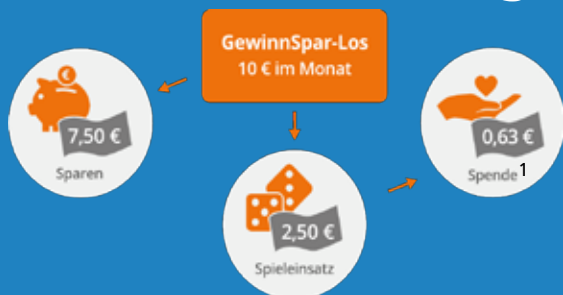 GewinnSpar-Los
10 € im Monat
€
7,50 €
Sparen
2,50 €
Spieleinsatz
0,63 €
Spende¹